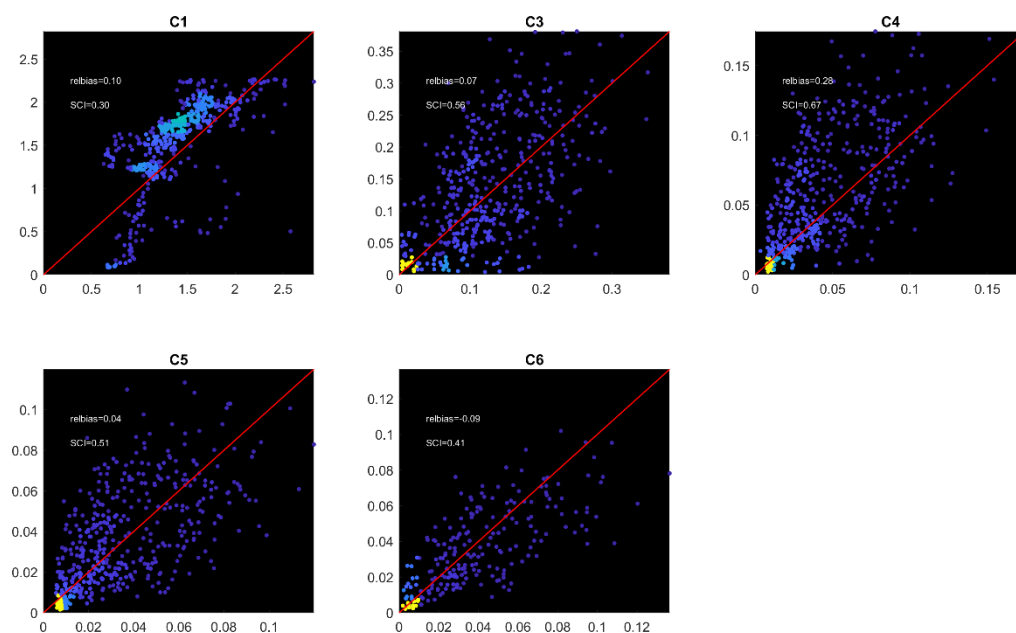 C1
2.5
2
1.5
1
0.5
0
relbias=0.10
SCI=0.30
0 0.5 1 1.5 2 2.5
C3
0.35
0.3
0.25
0.2
0.15
0.1
0.05
0
relbias=0.07
SCI=0.56
0 0.1 0.2 0.3
C4
0.15
0.1
0.05
0
relbias=0.28
SCI=0.67
0 0.05 0.1 0.15
C5
0.1
0.08
0.06
0.04
0.02
0
relbias=0.04
SCI=0.51
0 0.02 0.04 0.06 0.08 0.1
C6
0.12
0.1
0.08
0.06
0.04
0.02
0
relbias=-0.09
SCI=0.41
0 0.02 0.04 0.06 0.08 0.1 0.12